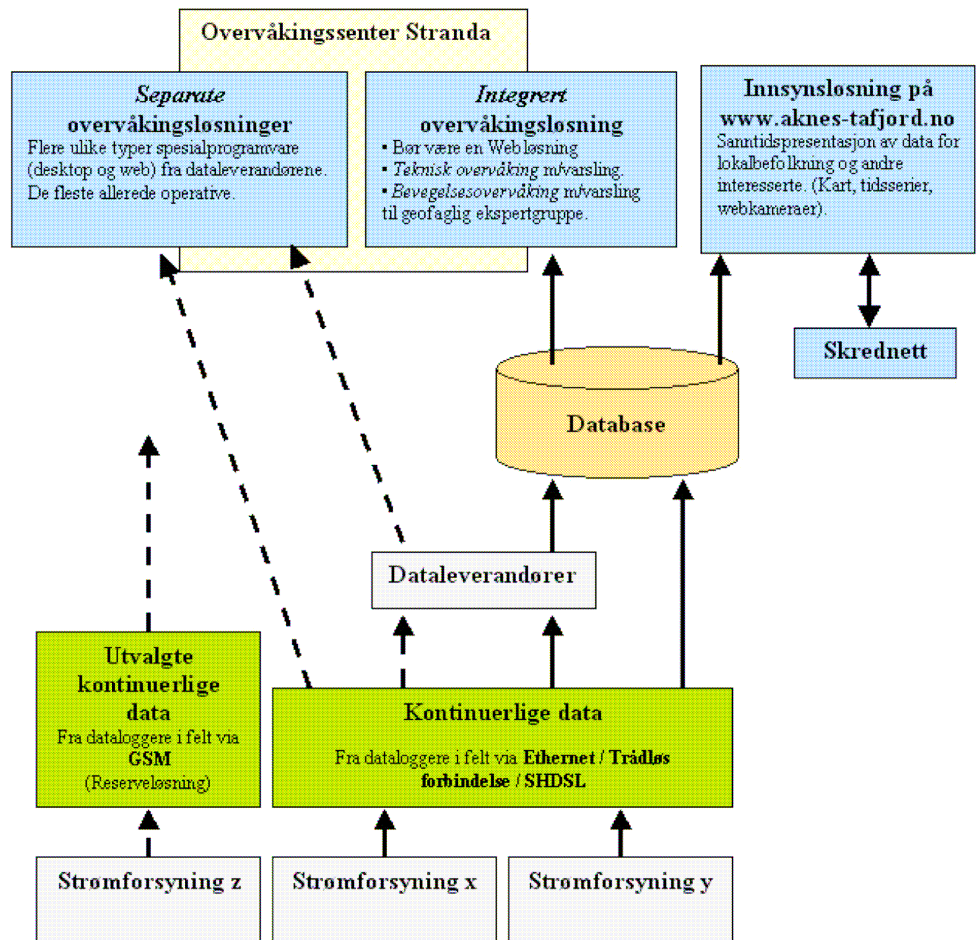 Overvåkingssenter Stranda
Separate
overvåkingsløsninger
Flere ulike typer spesialprogramvare
(desktop og web) fra dataleverandørene.
De fleste allerede operative.
Integrert
overvåkingsløsning
▪ Bør være en Webløsning
▪ Teknisk overvåking m/varsling.
▪ Bevegelsesovervåking m/varsling
til geofaglig ekspertgruppe.
Innsynsløsning på
www.aknes-tafjord.no
Sanntidspresentasjon av data for
lokalbefolkning og andre
interesserte. (Kart, tidsserier,
webkameraer).
Skrednett
Database
Dataleverandører
Utvalgte
kontinuerlige
data
Fra dataloggere i felt via
GSM
(Reserveløsning)
Kontinuerlige data
Fra dataloggere i felt via Ethernet / Trådløs
forbindelse / SHDSL
Strømforsyning z
Strømforsyning x
Strømforsyning y